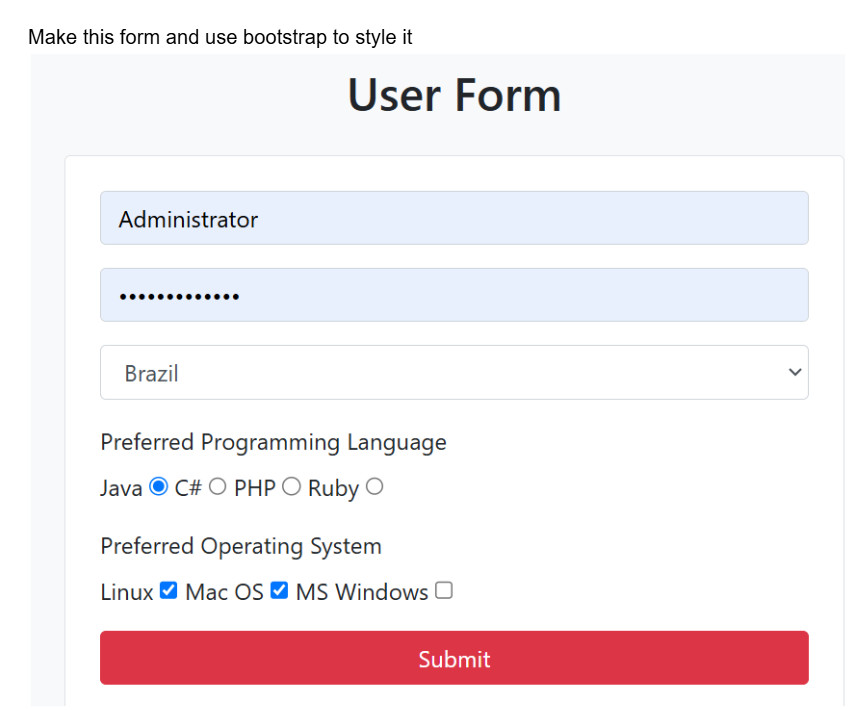 Make this form and use bootstrap to style it
User Form
Administrator
•••••••••••••
Brazil
Preferred Programming Language
Java C# PHP Ruby
Preferred Operating System
Linux Mac OS MS Windows
Submit